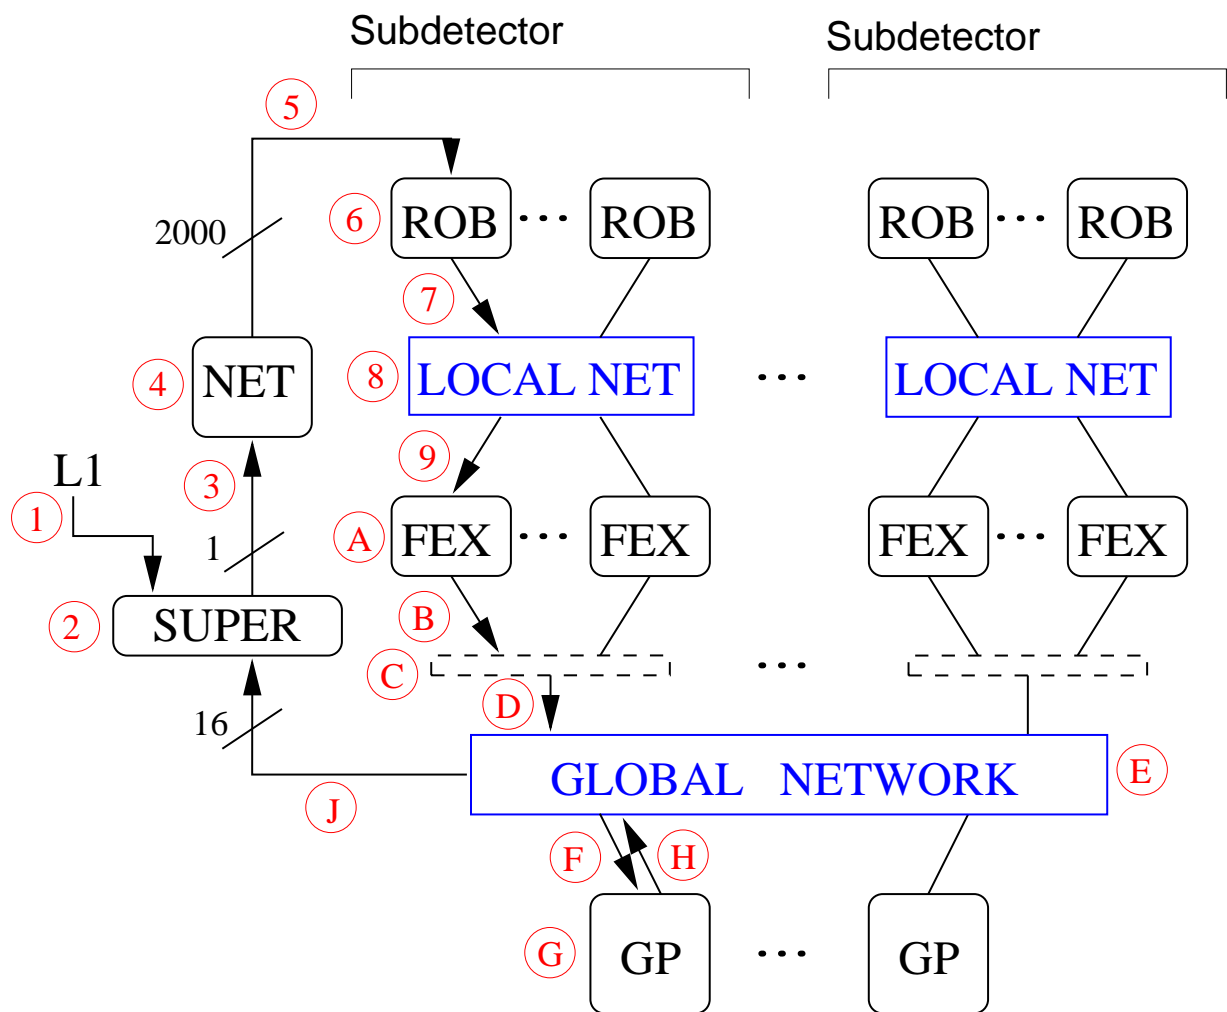 Subdetector Subdetector
5
6 ROB ... ROB ROB ... ROB
2000
7
4 NET 8 LOCAL NET ... LOCAL NET
L1 3 9
1
1 A FEX ... FEX FEX ... FEX
2 SUPER B
C ...
16 D
GLOBAL NETWORK E
J
F H
G GP ... GP